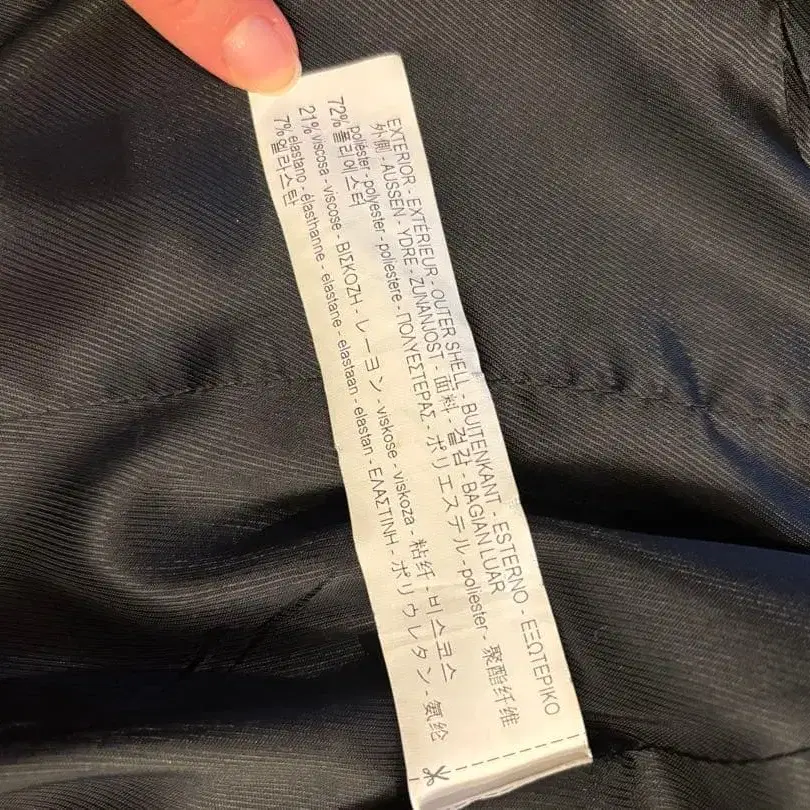 EXTERIOR - EXTÉRIEUR - OUTER SHELL - BUITENKANT - ESTERNO - ΕΞΩΤΕΡΙΚΟ
外側 - AUSSEN - YDRE - ZUNANJOST - 面料 - 겉감 - BAGIAN LUAR
72% poliéster - polyester - poliestere - ΠΟΛΥΕΣΤΕΡΑΣ - ポリエステル - poliester - 聚酯纤维
폴리에스터
21% viscosa - viscose - ΒΙΣΚΟΖΗ - レーヨン - viskose - viskoza - 粘纤 - 비스코스
7% elastano - élasthanne - elastane - elastaan - elastan - ΕΛΑΣΤΙΝΗ - ポリウレタン - 氨纶
엘라스탄